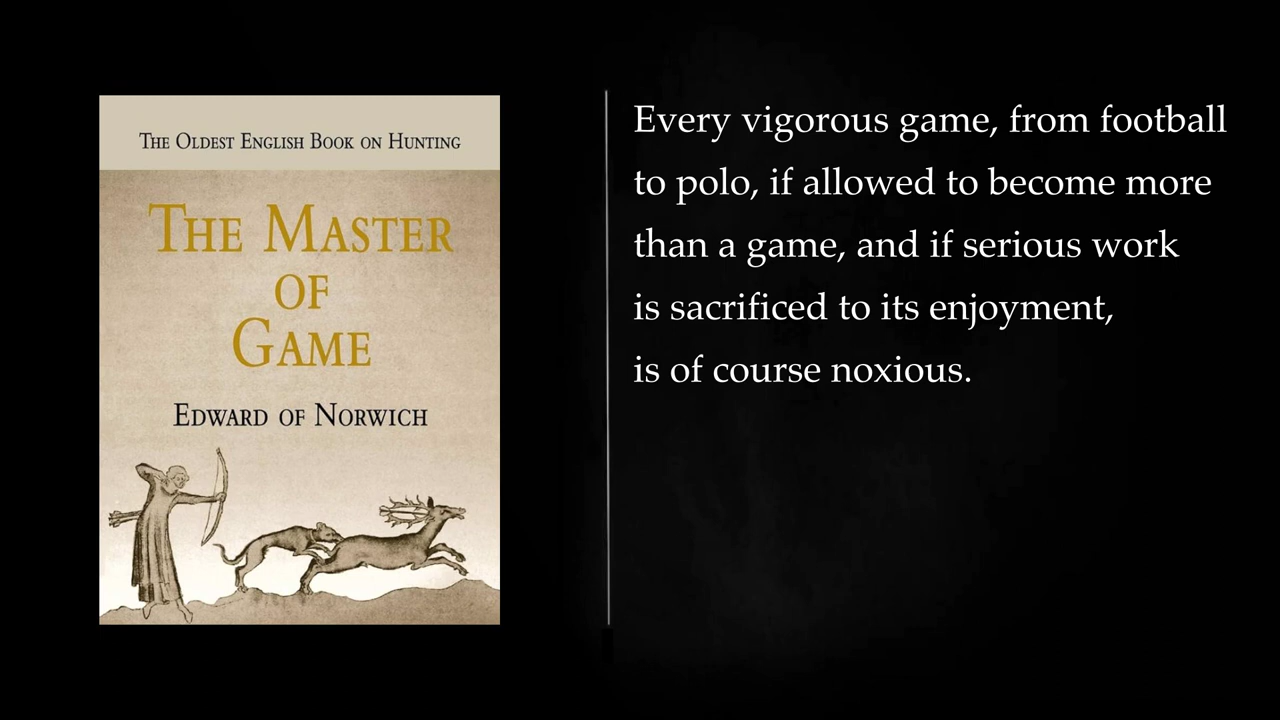 The Oldest English Book on Hunting
The Master
of
Game
Edward of Norwich
Every vigorous game, from football
to polo, if allowed to become more
than a game, and if serious work
is sacrificed to its enjoyment,
is of course noxious.